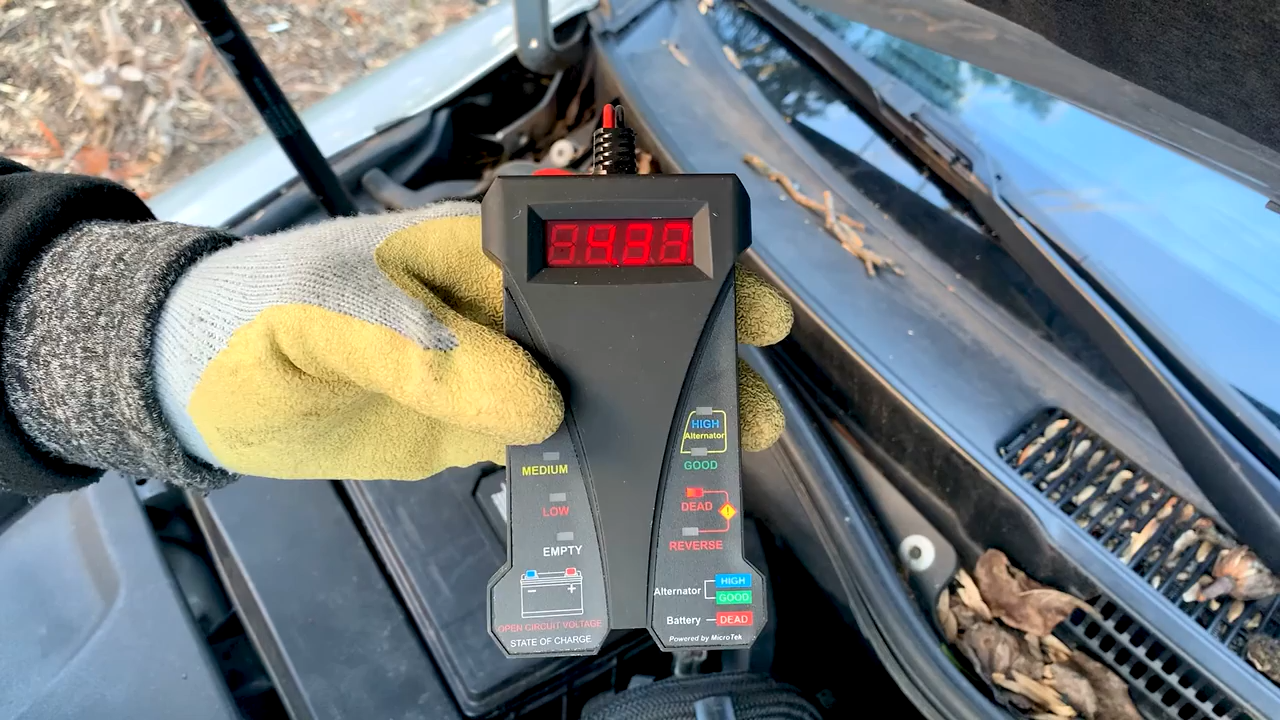 HIGH
Alternator
GOOD
MEDIUM
LOW
DEAD
EMPTY
REVERSE
- +
OPEN CIRCUIT VOLTAGE
STATE OF CHARGE
Alternator
HIGH
GOOD
Battery
DEAD
Powered by MicroTek